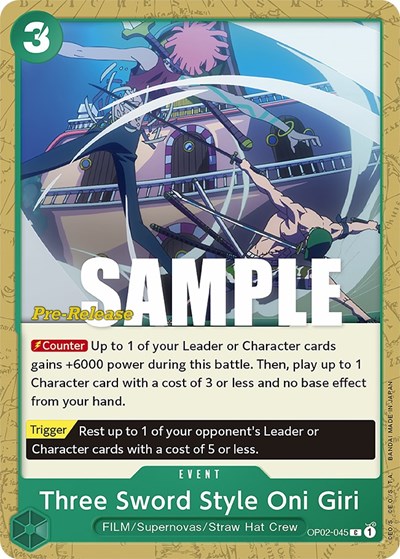 3
SAMPLE
Pre-Release
Counter Up to 1 of your Leader or Character cards
gains +6000 power during this battle. Then, play up to 1
Character card with a cost of 3 or less and no base effect
from your hand.
Trigger Rest up to 1 of your opponent's Leader or
Character cards with a cost of 5 or less.
EVENT
Three Sword Style Oni Giri
FILM/Supernovas/Straw Hat Crew
OP02-045 C 1
BANDAI MADE IN JAPAN